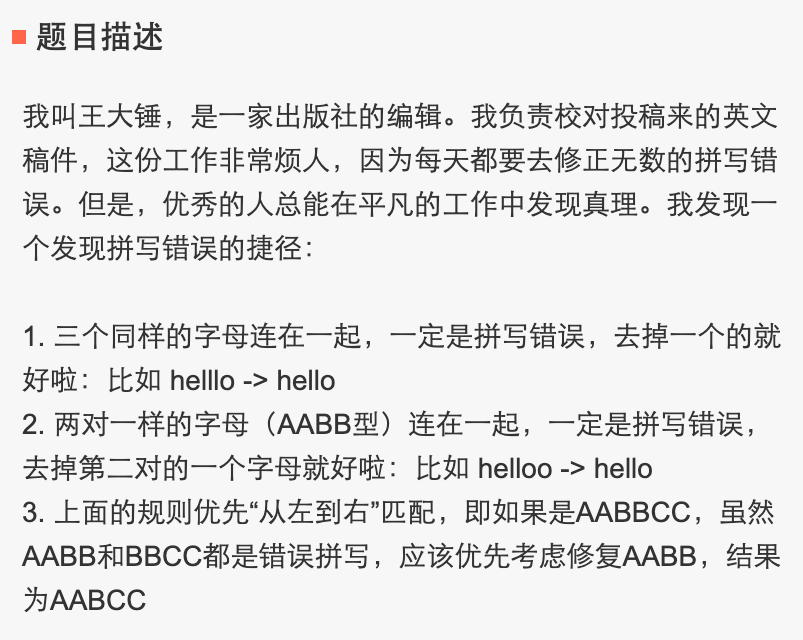 题目描述
我叫王大锤，是一家出版社的编辑。我负责校对投稿来的英文
稿件，这份工作非常烦人，因为每天都要去修正无数的拼写错
误。但是，优秀的人总能在平凡的工作中发现真理。我发现一
个发现拼写错误的捷径：
1. 三个同样的字母连在一起，一定是拼写错误，去掉一个的就
好啦：比如 helllo -> hello
2. 两对一样的字母（AABB型）连在一起，一定是拼写错误，
去掉第二对的一个字母就好啦：比如 helloo -> hello
3. 上面的规则优先“从左到右”匹配，即如果是AABBCC，虽然
AABB和BBCC都是错误拼写，应该优先考虑修复AABB，结果
为AABCC